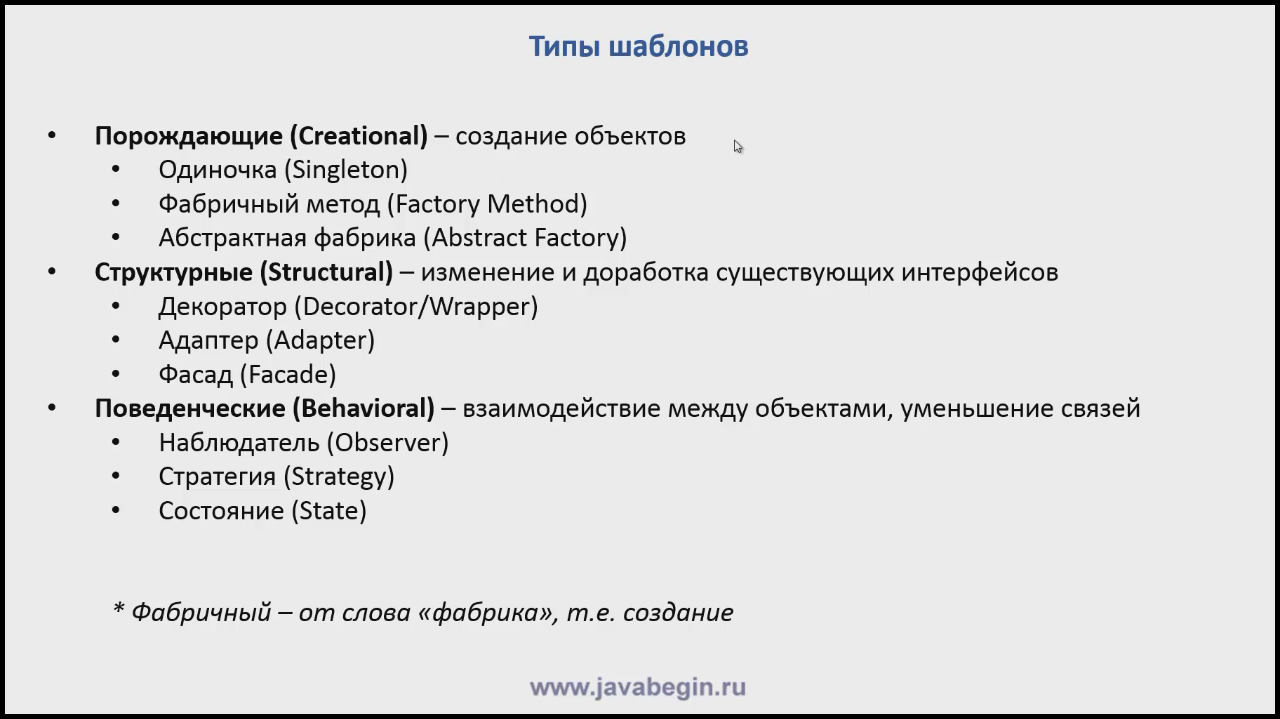 Типы шаблонов
• Порождающие (Creational) – создание объектов
• Одиночка (Singleton)
• Фабричный метод (Factory Method)
• Абстрактная фабрика (Abstract Factory)
• Структурные (Structural) – изменение и доработка существующих интерфейсов
• Декоратор (Decorator/Wrapper)
• Адаптер (Adapter)
• Фасад (Facade)
• Поведенческие (Behavioral) – взаимодействие между объектами, уменьшение связей
• Наблюдатель (Observer)
• Стратегия (Strategy)
• Состояние (State)
* Фабричный – от слова «фабрика», т.е. создание
www.javabegin.ru